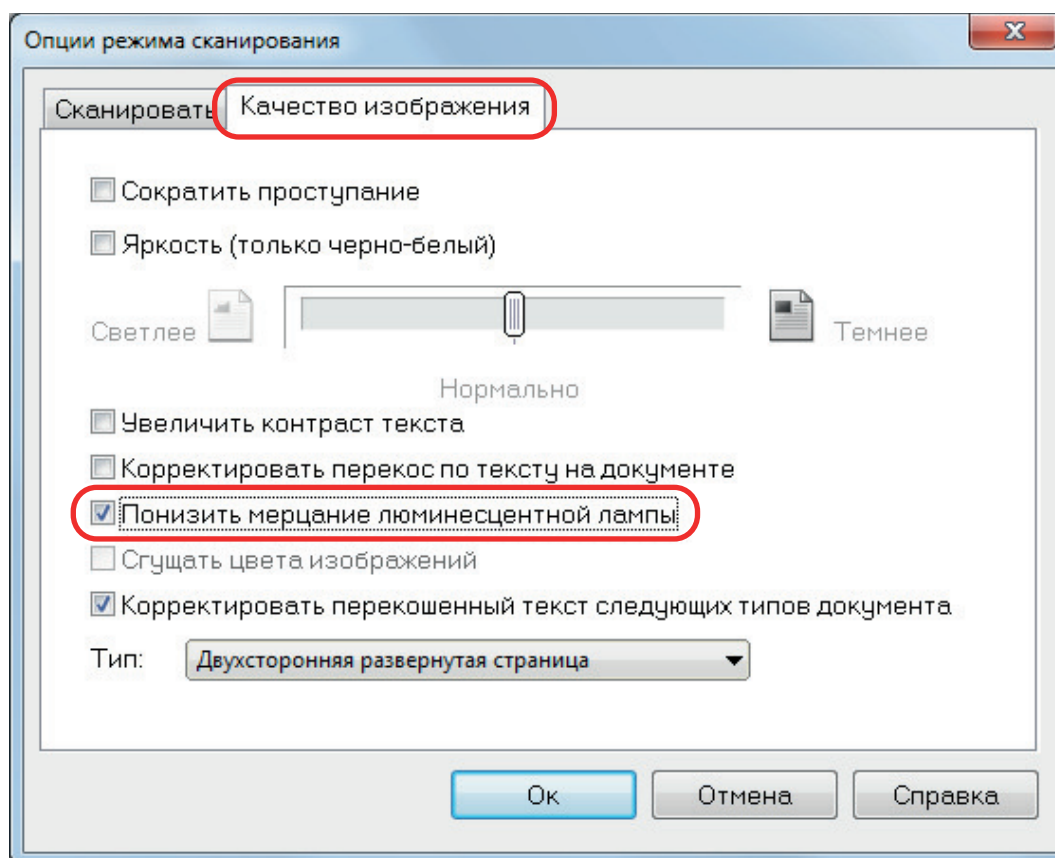 Опции режима сканирования
Сканировать Качество изображения
Сократить проступание
Яркость (только черно-белый)
Светлее Темнее
Нормально
Увеличить контраст текста
Корректировать перекос по тексту на документе
Понизить мерцание люминесцентной лампы
Сгущать цвета изображений
Корректировать перекошенный текст следующих типов документа
Тип: Двухсторонняя развернутая страница
Ок Отмена Справка